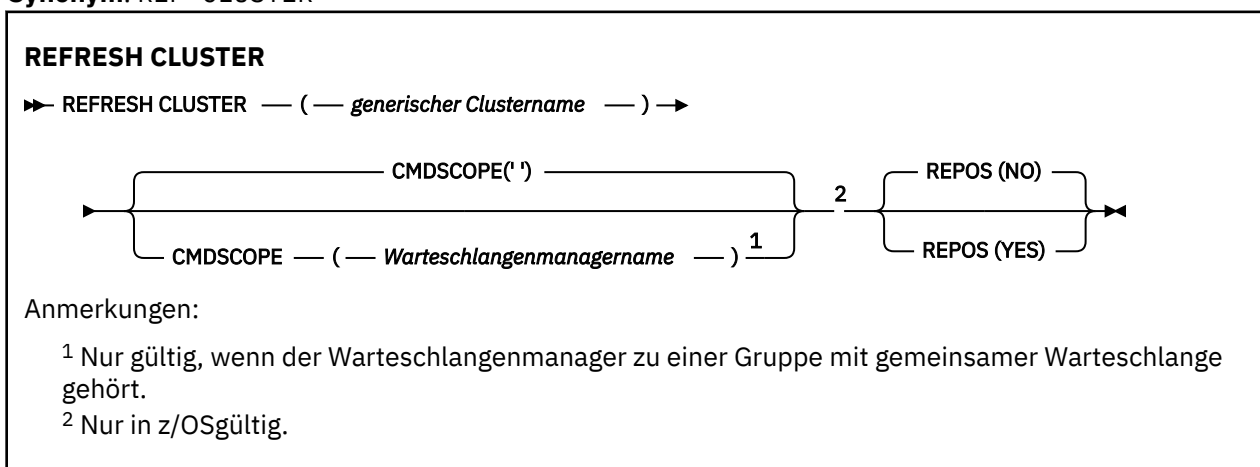 REFRESH CLUSTER
REFRESH CLUSTER ( generischer Clustername )
CMDSCOPE(' ')
CMDSCOPE ( Warteschlangenmanagername ) 1
2
REPOS (NO)
REPOS (YES)
Anmerkungen:
1 Nur gültig, wenn der Warteschlangenmanager zu einer Gruppe mit gemeinsamer Warteschlange
gehört.
2 Nur in z/OSgültig.